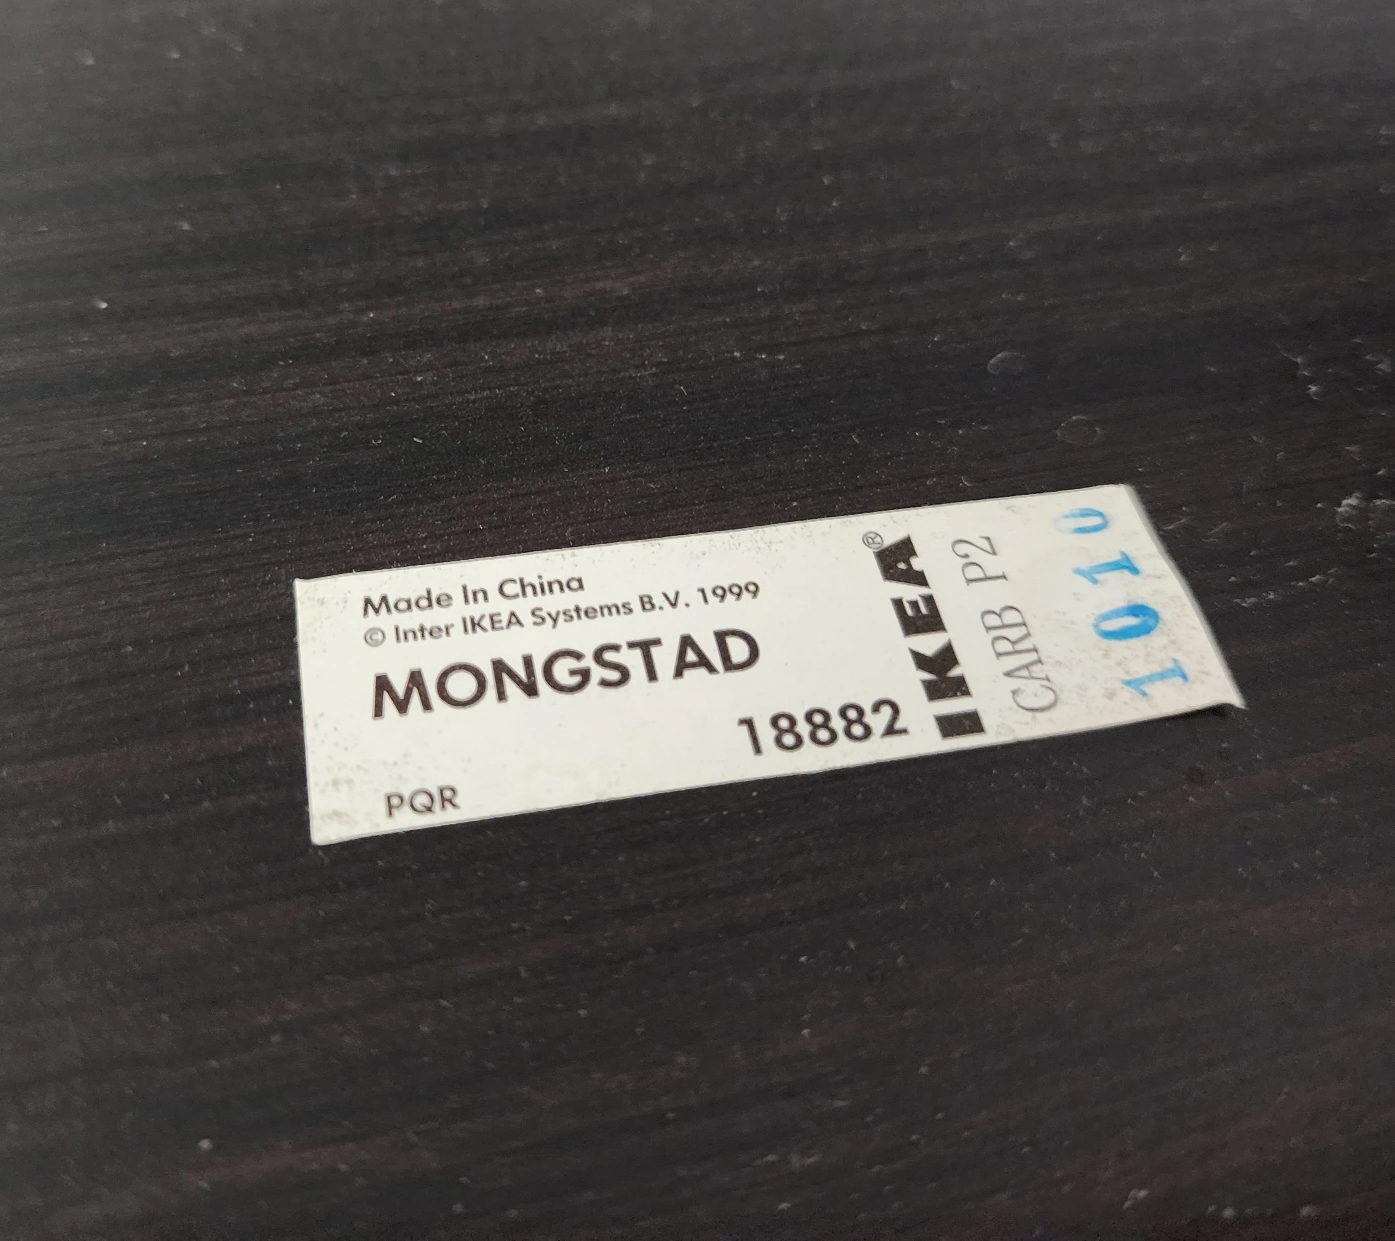 Made In China
© Inter IKEA Systems B.V. 1999
MONGSTAD
18882
PQR
IKEA®
CARB P2
1010